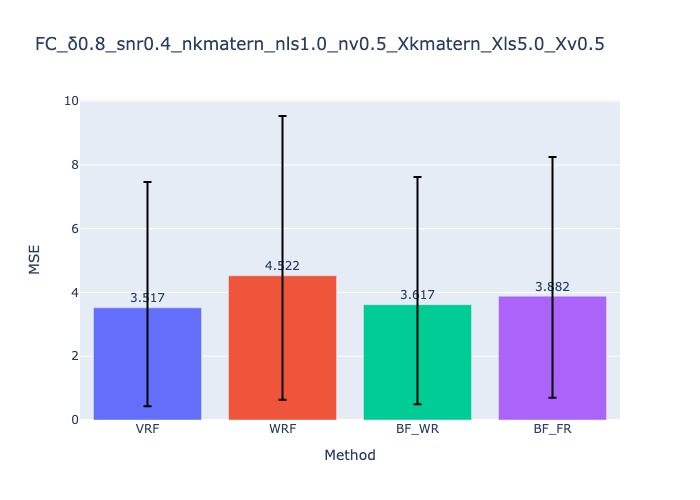 FC_δ0.8_snr0.4_nkmatern_nls1.0_nv0.5_Xkmatern_Xls5.0_Xv0.5
10
8
6
4
2
0
MSE
3.517
4.522
3.617
3.882
VRF
WRF
BF_WR
BF_FR
Method